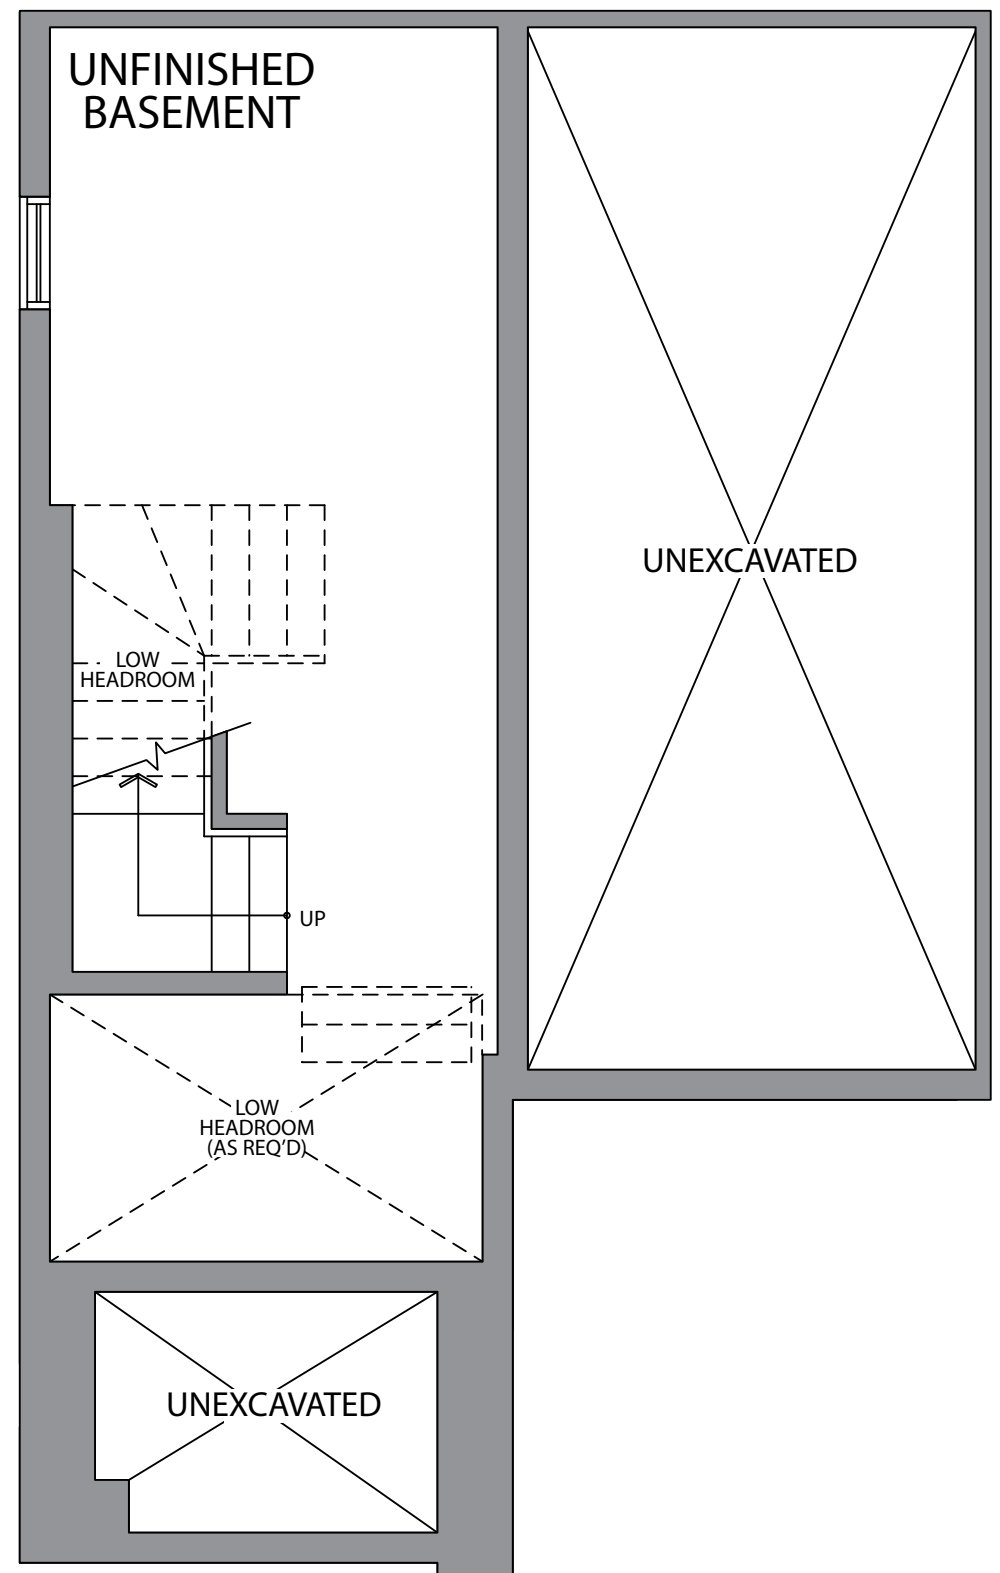 UNFINISHED
BASEMENT
UNEXCAVATED
LOW
HEADROOM
UP
LOW
HEADROOM
(AS REQ’D)
UNEXCAVATED